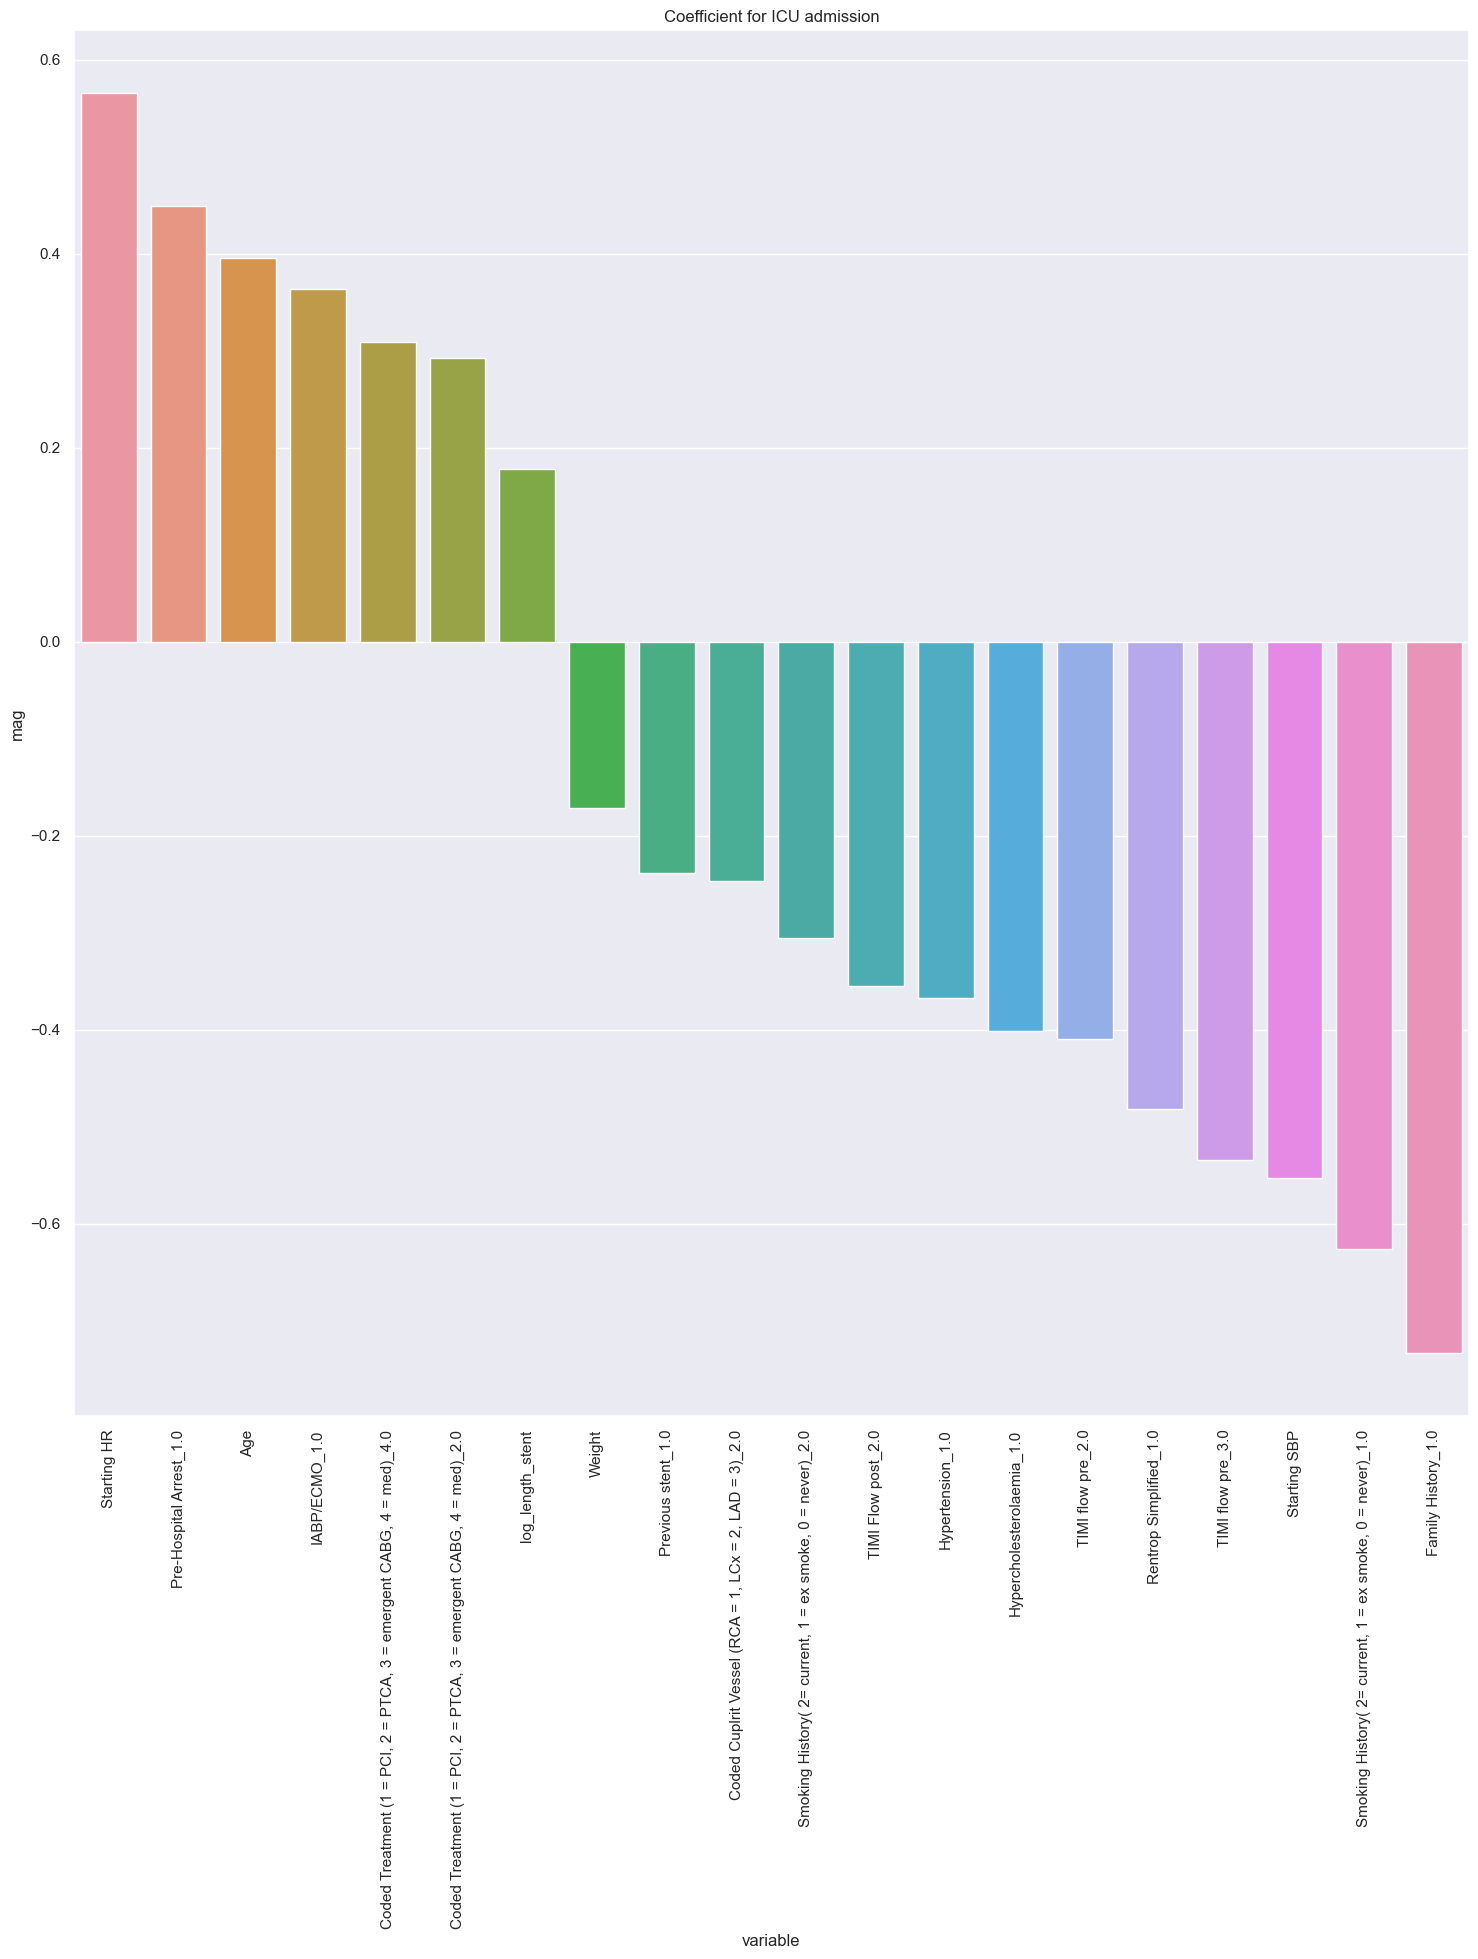 Coefficient for ICU admission
0.6
0.4
0.2
0.0
−0.2
−0.4
−0.6
mag
Starting HR
Pre-Hospital Arrest_1.0
Age
IABP/ECMO_1.0
Coded Treatment (1 = PCI, 2 = PTCA, 3 = emergent CABG, 4 = med)_4.0
Coded Treatment (1 = PCI, 2 = PTCA, 3 = emergent CABG, 4 = med)_2.0
log_length_stent
Weight
Previous stent_1.0
Coded Cuplrit Vessel (RCA = 1, LCx = 2, LAD = 3)_2.0
Smoking History( 2= current, 1 = ex smoke, 0 = never)_2.0
TIMI Flow post_2.0
Hypertension_1.0
Hypercholesterolaemia_1.0
TIMI flow pre_2.0
Rentrop Simplified_1.0
TIMI flow pre_3.0
Starting SBP
Smoking History( 2= current, 1 = ex smoke, 0 = never)_1.0
Family History_1.0
variable